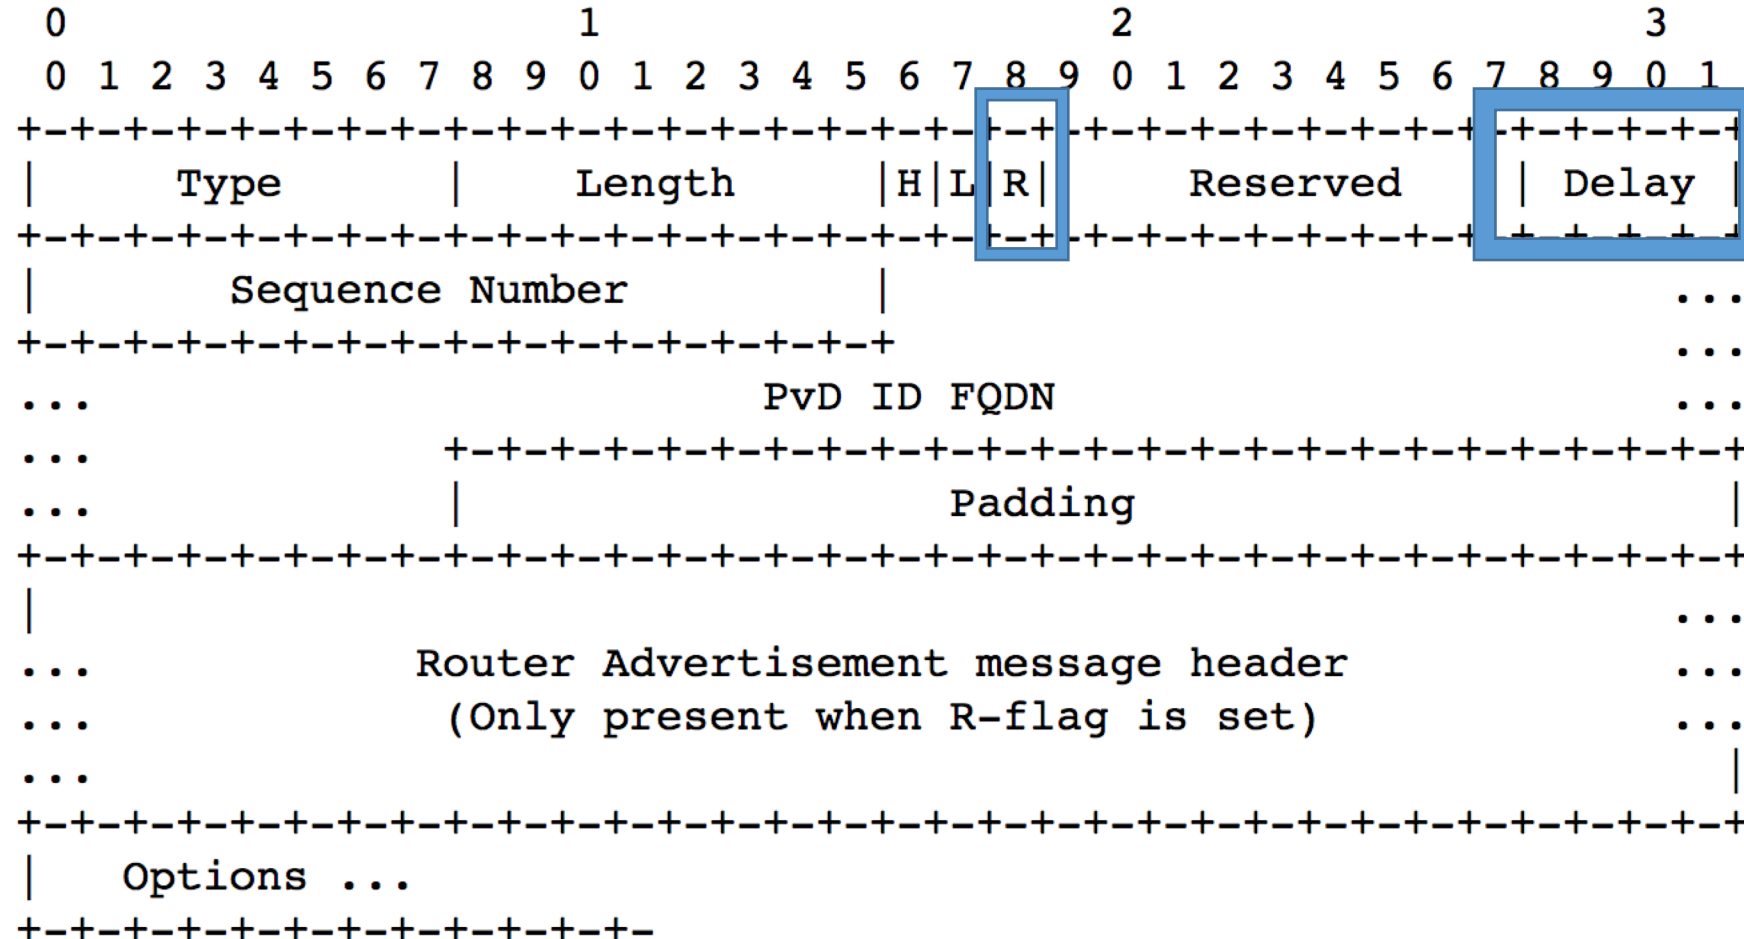 0 1 2 3
0 1 2 3 4 5 6 7 8 9 0 1 2 3 4 5 6 7 8 9 0 1 2 3 4 5 6 7 8 9 0 1
+-+-+-+-+-+-+-+-+-+-+-+-+-+-+-+-+-+-+-+-+-+-+-+-+-+-+-+-+-+-+-+-+
| Type | Length |H|L|R| Reserved | Delay |
+-+-+-+-+-+-+-+-+-+-+-+-+-+-+-+-+-+-+-+-+-+-+-+-+-+-+-+-+-+-+-+-+
| Sequence Number | ...
+-+-+-+-+-+-+-+-+-+-+-+-+-+-+-+-+ ...
... PvD ID FQDN ...
... +-+-+-+-+-+-+-+-+-+-+-+-+-+-+-+-+-+-+-+-+-+-+-+-+
... | Padding |
+-+-+-+-+-+-+-+-+-+-+-+-+-+-+-+-+-+-+-+-+-+-+-+-+-+-+-+-+-+-+-+-+
| ...
... Router Advertisement message header ...
... (Only present when R-flag is set) ...
... |
+-+-+-+-+-+-+-+-+-+-+-+-+-+-+-+-+-+-+-+-+-+-+-+-+-+-+-+-+-+-+-+-+
| Options ...
+-+-+-+-+-+-+-+-+-+-+-+-